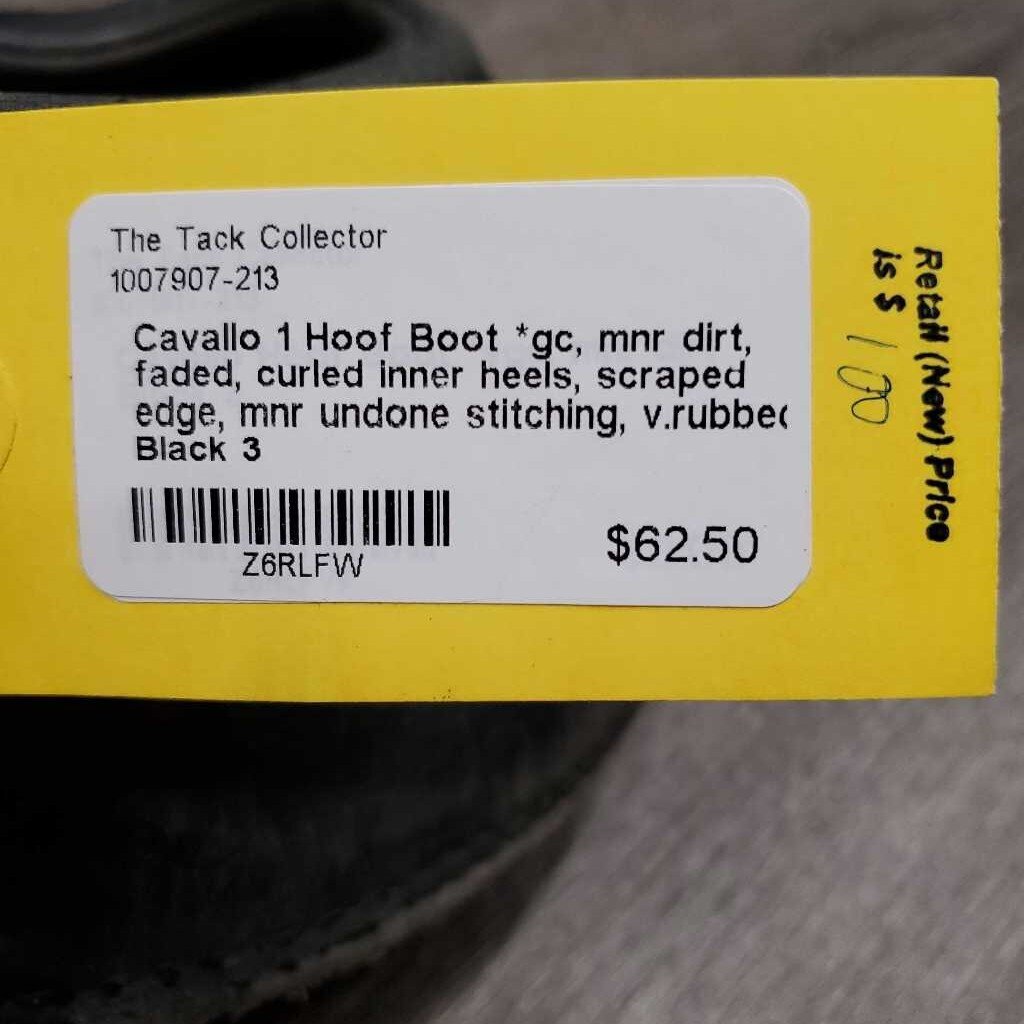 The Tack Collector
1007907-213
Cavallo 1 Hoof Boot *gc, mnr dirt,
faded, curled inner heels, scraped
edge, mnr undone stitching, v.rubbec
Black 3
Z6RLFW
$62.50
Retail (New) Price
is $ 100